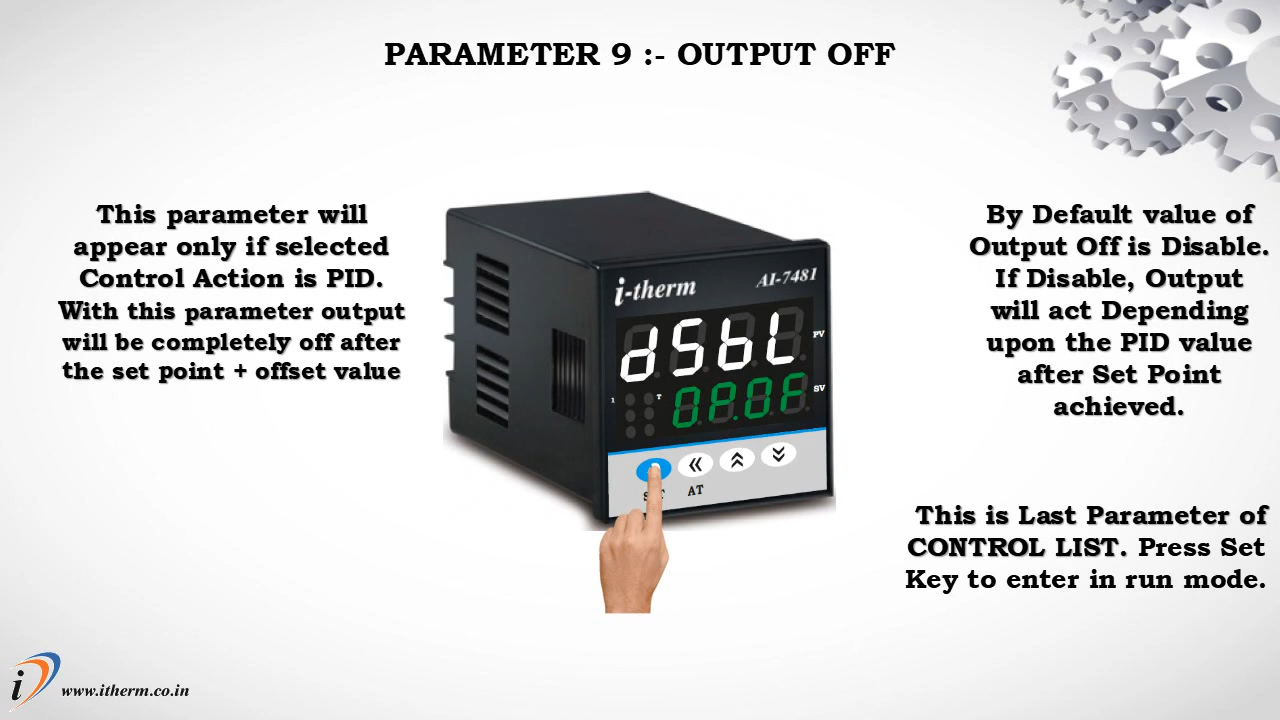 PARAMETER 9 :- OUTPUT OFF
This parameter will
appear only if selected
Control Action is PID.
With this parameter output
will be completely off after
the set point + offset value
i-therm AI-7481
dSbL PV
1 T OP.OF SV
AT
By Default value of
Output Off is Disable.
If Disable, Output
will act Depending
upon the PID value
after Set Point
achieved.
This is Last Parameter of
CONTROL LIST. Press Set
Key to enter in run mode.
i www.itherm.co.in